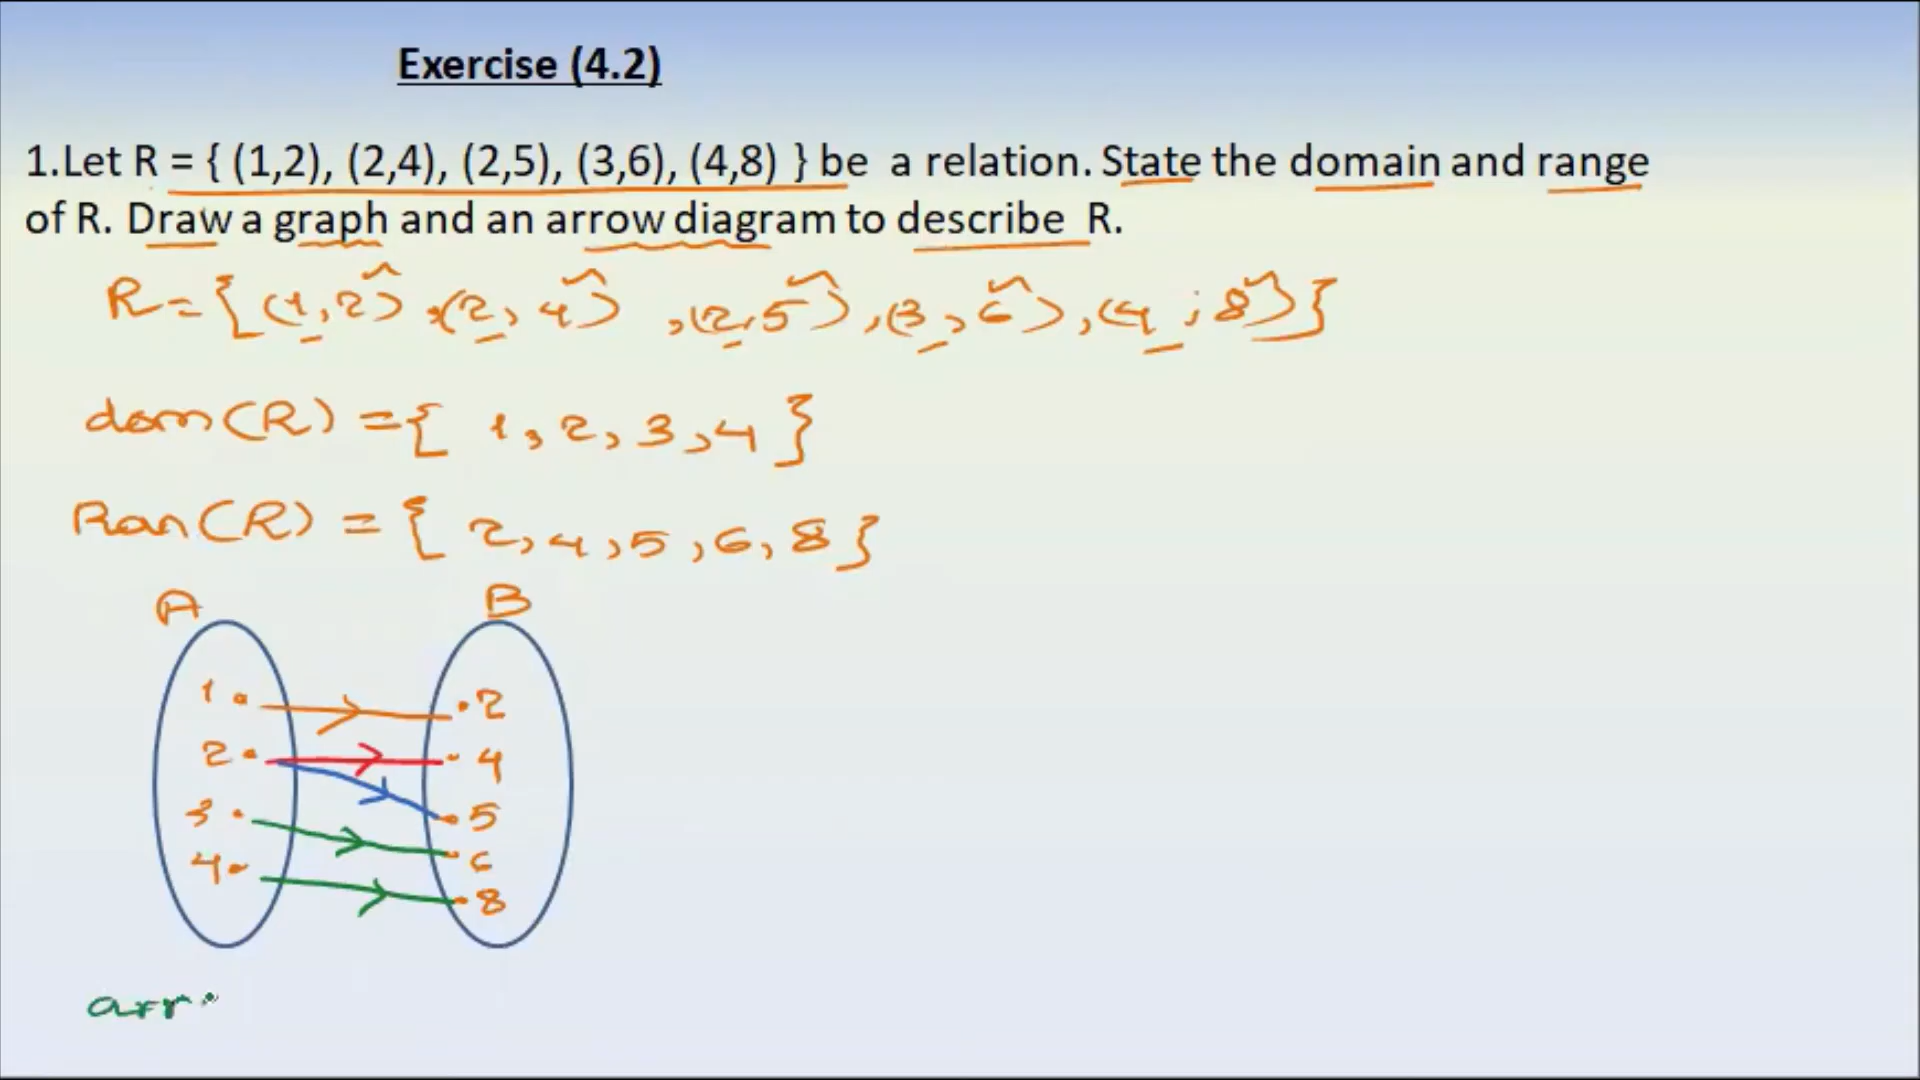 Exercise (4.2)
1.Let R = { (1,2), (2,4), (2,5), (3,6), (4,8) } be a relation. State the domain and range
of R. Draw a graph and an arrow diagram to describe R.
R = { (1,2) , (2, 4) , (2,5) , (3, 6) , (4 , 8) }
dom(R) = { 1, 2, 3, 4 }
Ran(R) = { 2, 4, 5, 6, 8 }
A B
1 2
2 4
3 5
4 6
8
arr